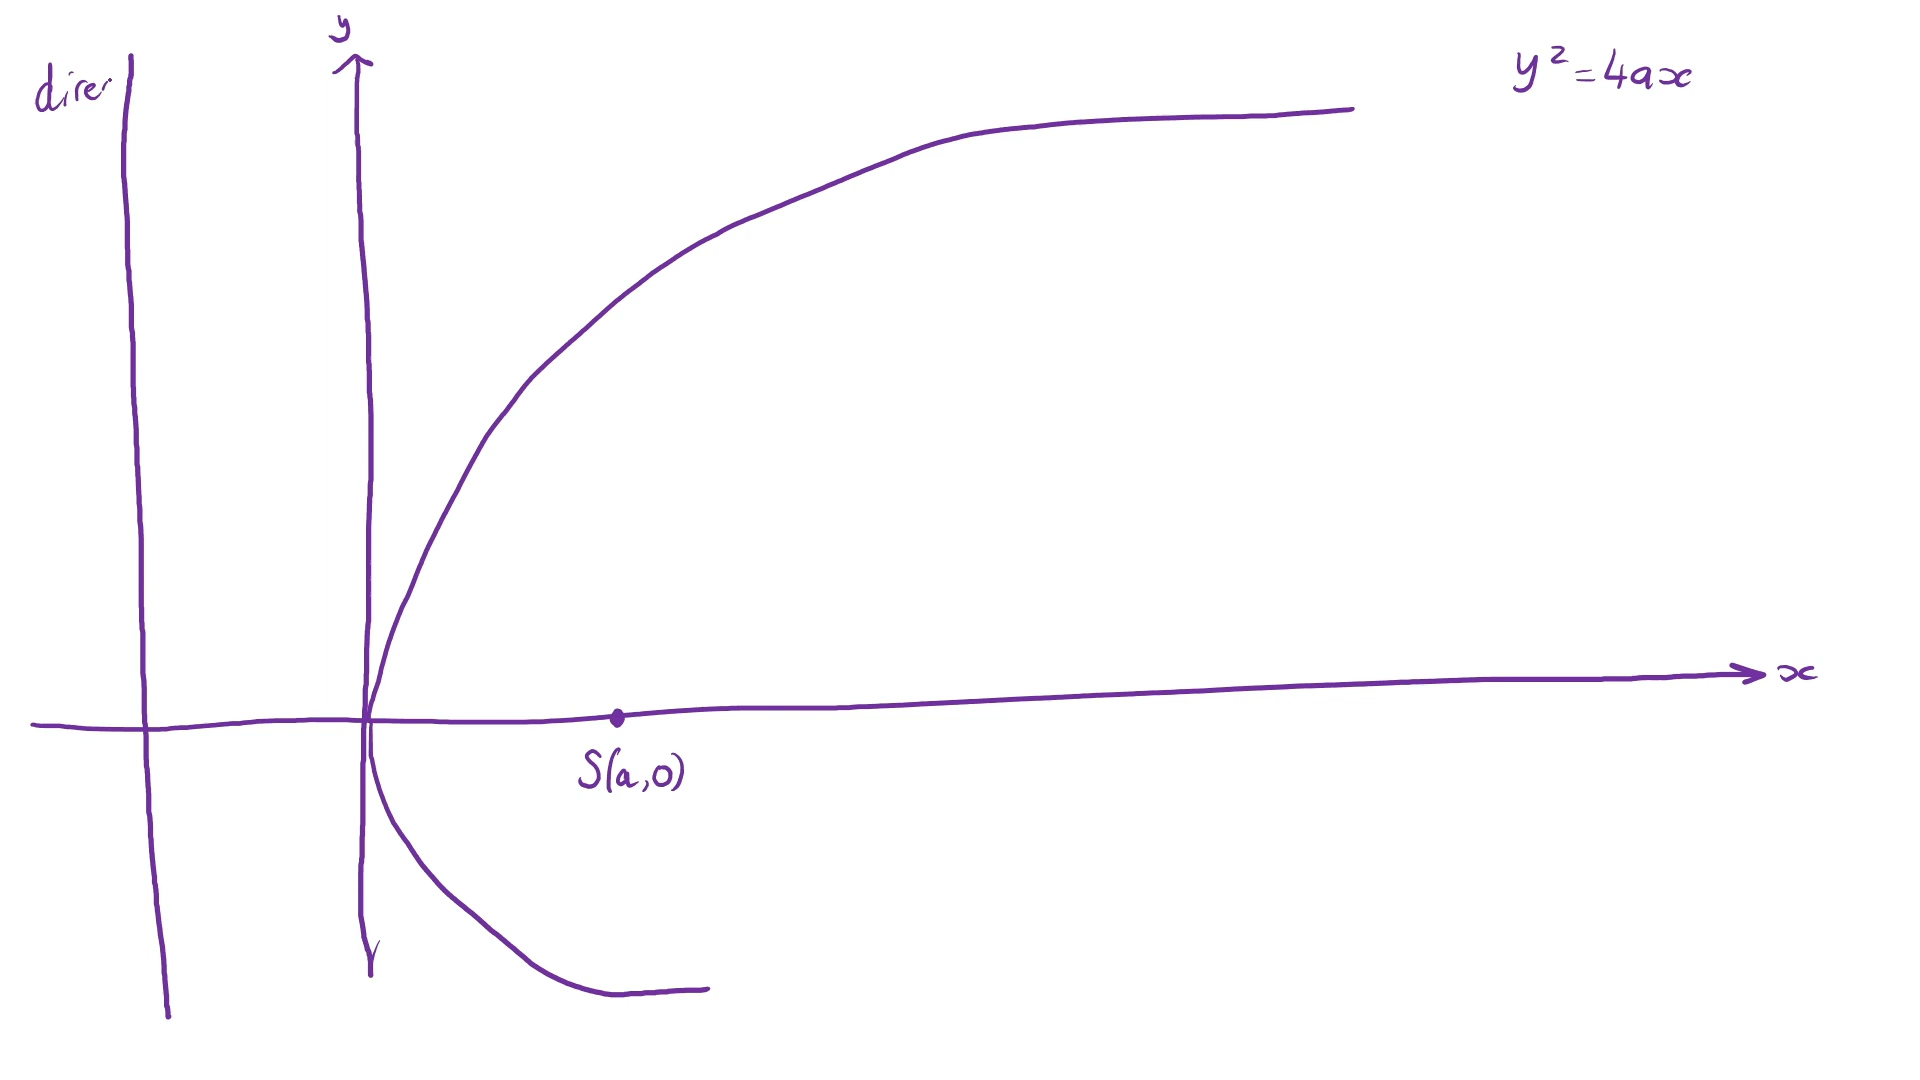 y
y² = 4ax
direc
x
S(a,0)